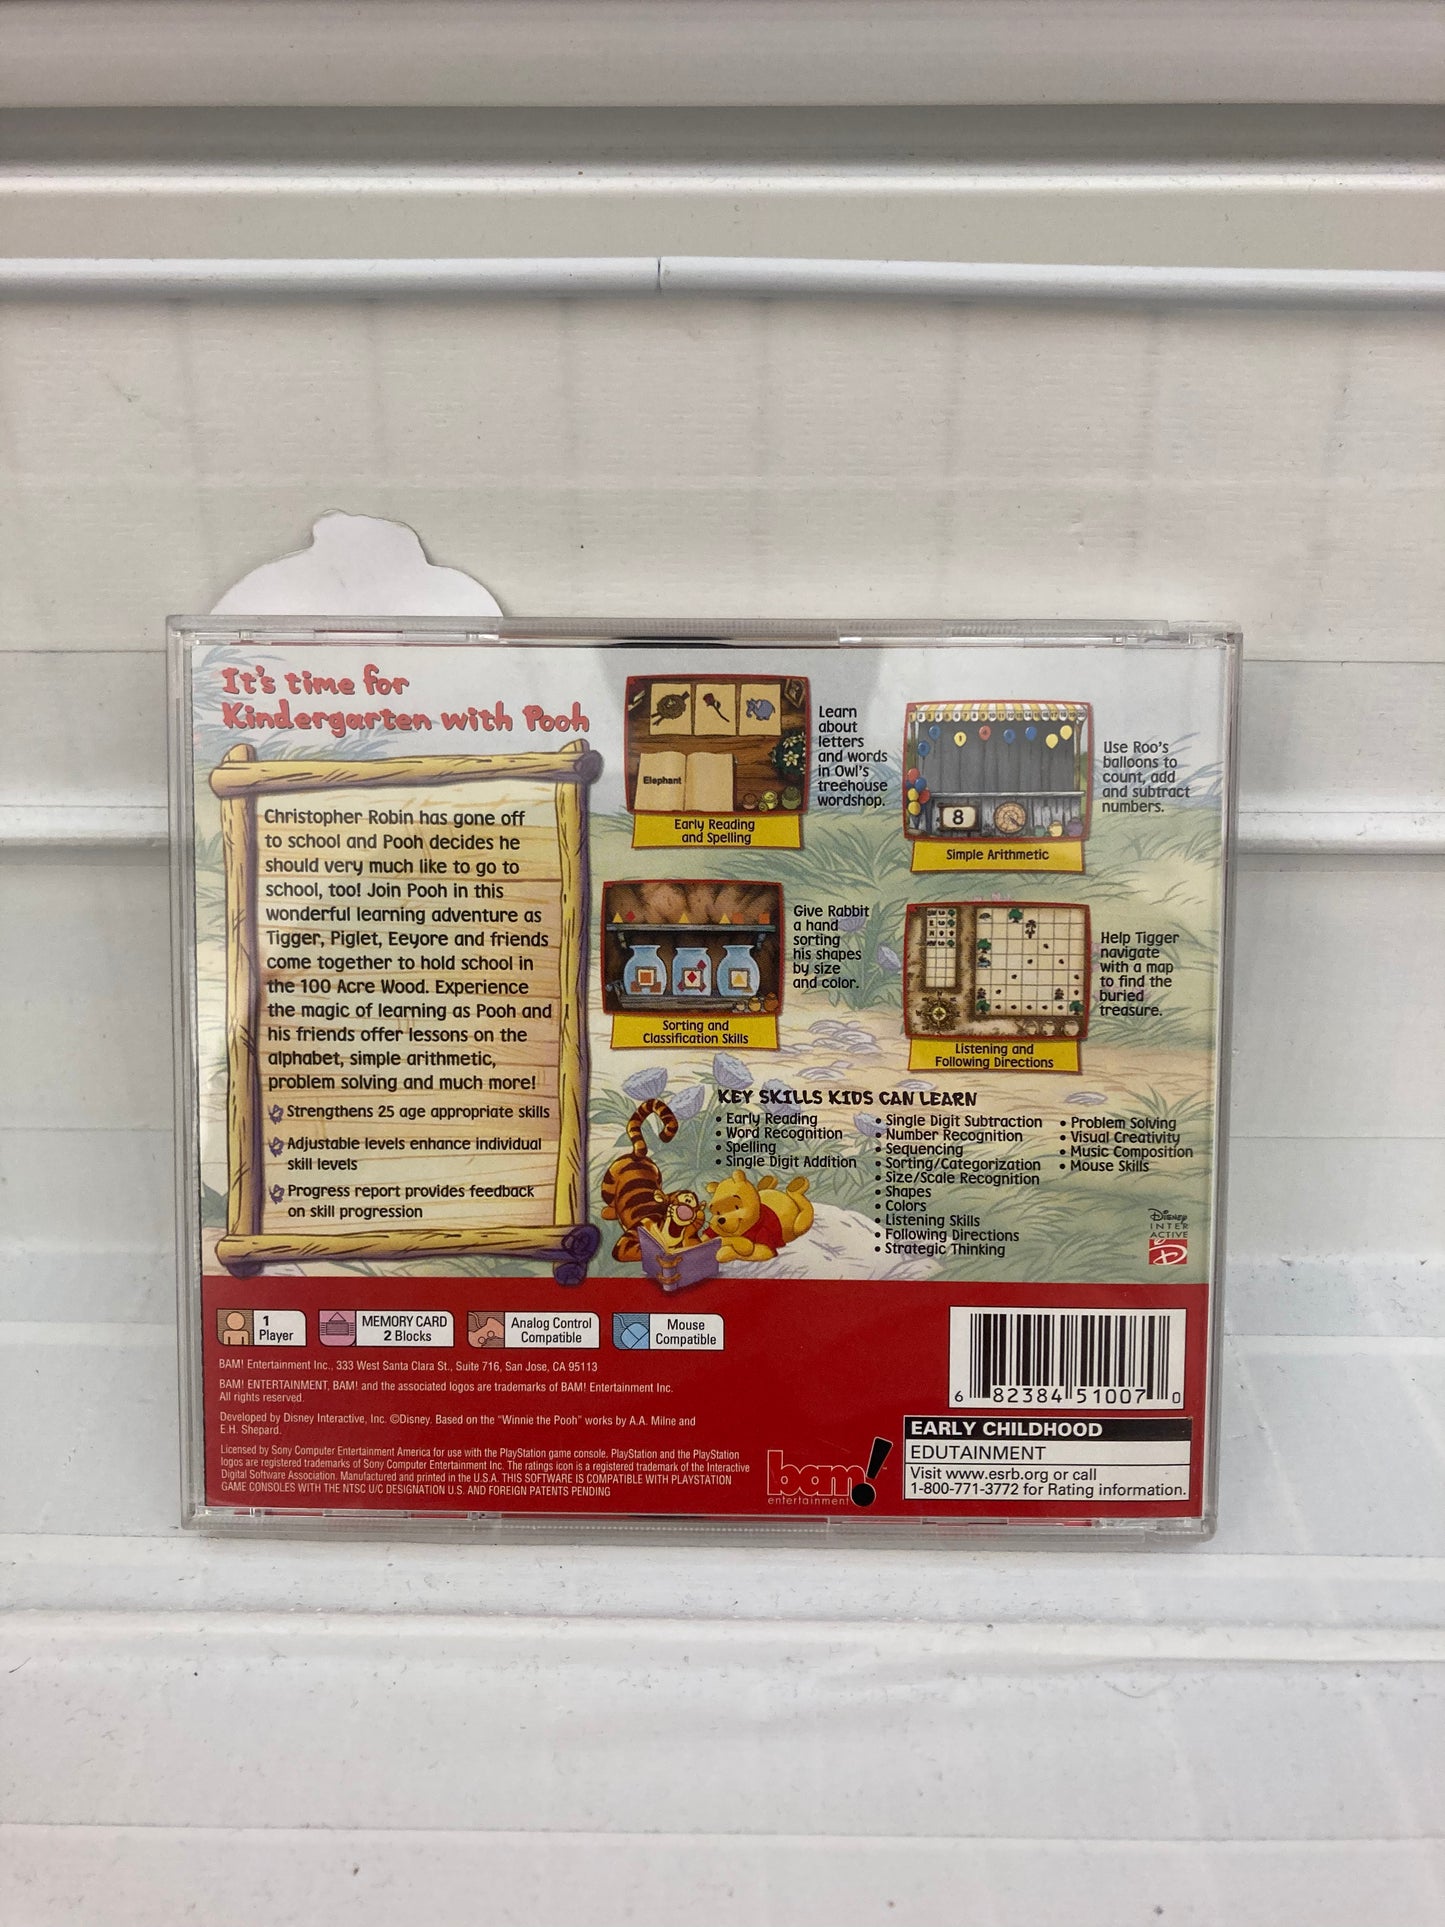 It's time for
Kindergarten with Pooh
Christopher Robin has gone off
to school and Pooh decides he
should very much like to go to
school, too! Join Pooh in this
wonderful learning adventure as
Tigger, Piglet, Eeyore and friends
come together to hold school in
the 100 Acre Wood. Experience
the magic of learning as Pooh and
his friends offer lessons on the
alphabet, simple arithmetic,
problem solving and much more!
Strengthens 25 age appropriate skills
Adjustable levels enhance individual
skill levels
Progress report provides feedback
on skill progression
Elephant
Early Reading
and Spelling
Learn
about
letters
and words
in Owl's
treehouse
wordshop.
8
Simple Arithmetic
Use Roo's
balloons to
count, add
and subtract
numbers.
Sorting and
Classification Skills
Give Rabbit
a hand
sorting
his shapes
by size
and color.
Listening and
Following Directions
Help Tigger
navigate
with a map
to find the
buried
treasure.
KEY SKILLS KIDS CAN LEARN
• Early Reading
• Word Recognition
• Spelling
• Single Digit Addition
• Single Digit Subtraction
• Number Recognition
• Sequencing
• Sorting/Categorization
• Size/Scale Recognition
• Shapes
• Colors
• Listening Skills
• Following Directions
• Strategic Thinking
• Problem Solving
• Visual Creativity
• Music Composition
• Mouse Skills
Disney
INTER
ACTIVE
D
1
Player
MEMORY CARD
2 Blocks
Analog Control
Compatible
Mouse
Compatible
BAM! Entertainment Inc., 333 West Santa Clara St., Suite 716, San Jose, CA 95113
BAM! ENTERTAINMENT, BAM! and the associated logos are trademarks of BAM! Entertainment Inc.
All rights reserved.
Developed by Disney Interactive, Inc. ©Disney. Based on the "Winnie the Pooh" works by A.A. Milne and
E.H. Shepard.
Licensed by Sony Computer Entertainment America for use with the PlayStation game console. PlayStation and the PlayStation
logos are registered trademarks of Sony Computer Entertainment Inc. The ratings icon is a registered trademark of the Interactive
Digital Software Association. Manufactured and printed in the U.S.A. THIS SOFTWARE IS COMPATIBLE WITH PLAYSTATION
GAME CONSOLES WITH THE NTSC U/C DESIGNATION U.S. AND FOREIGN PATENTS PENDING
bam!
entertainment
6 82384 51007 0
EARLY CHILDHOOD
EDUTAINMENT
Visit www.esrb.org or call
1-800-771-3772 for Rating information.